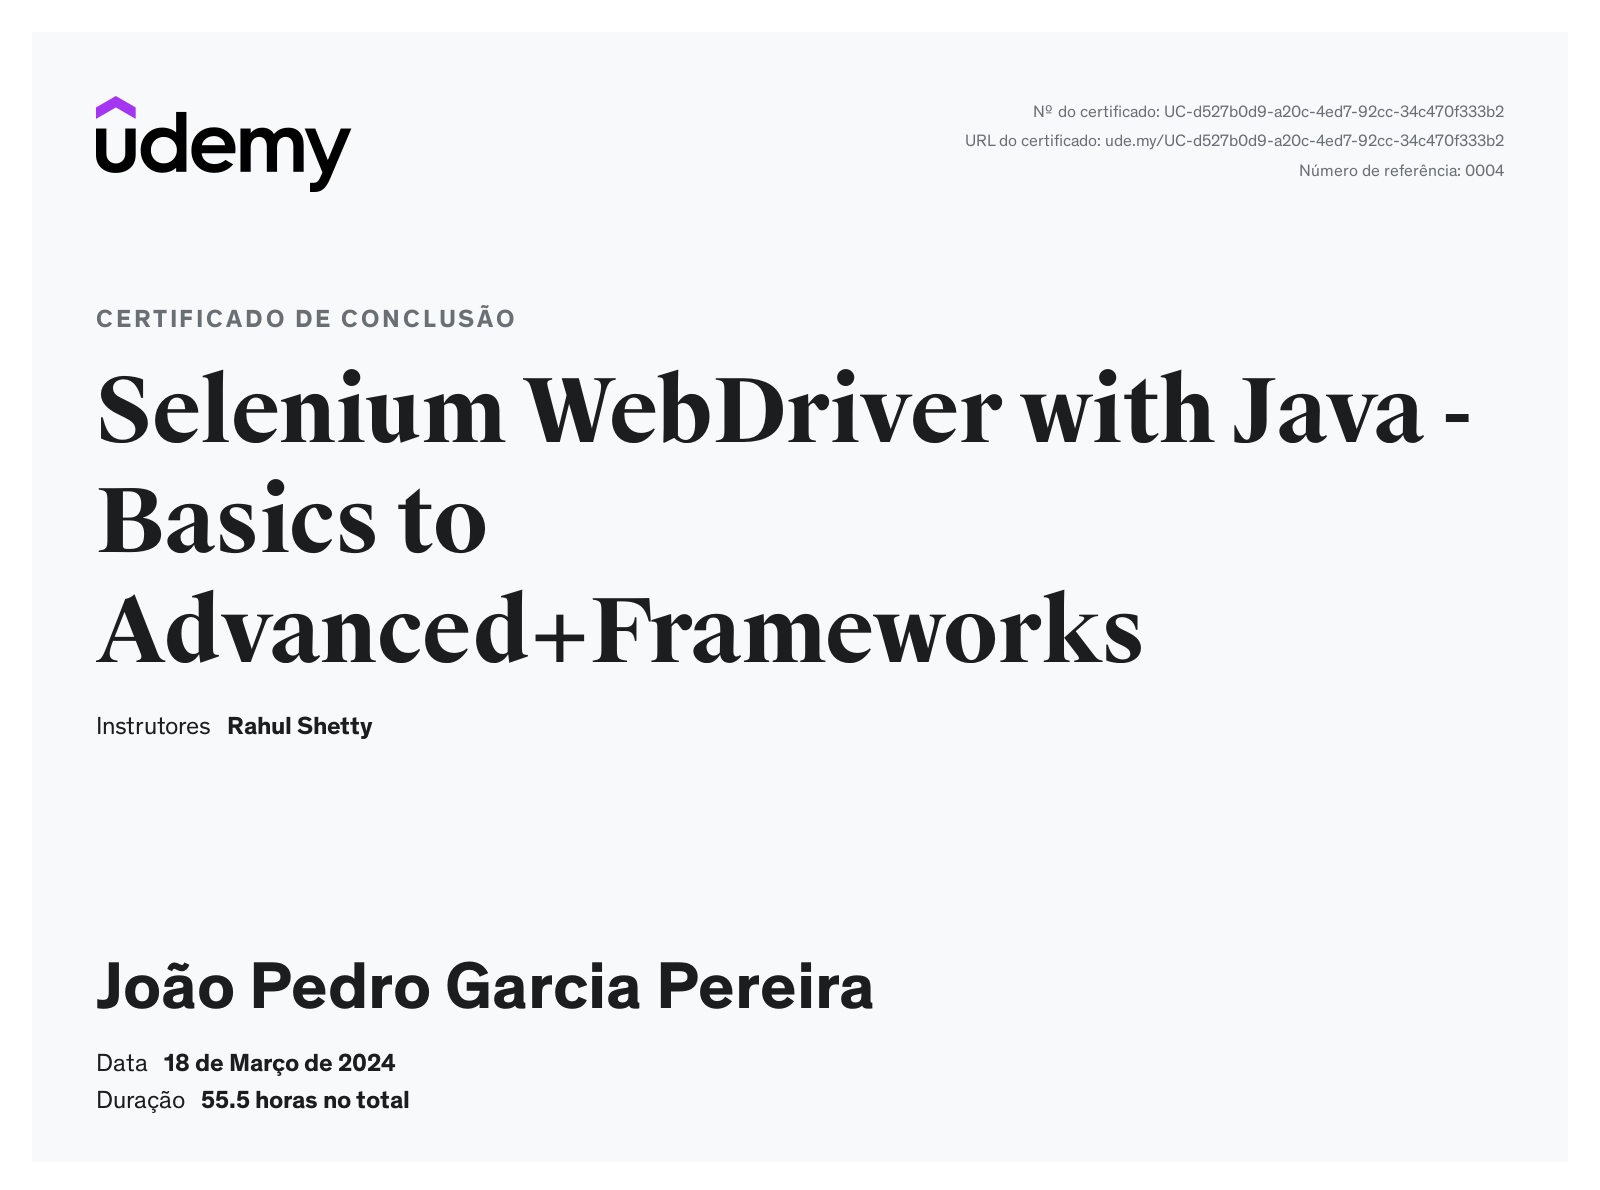 udemy
Nº do certificado: UC-d527b0d9-a20c-4ed7-92cc-34c470f333b2
URL do certificado: ude.my/UC-d527b0d9-a20c-4ed7-92cc-34c470f333b2
Número de referência: 0004
CERTIFICADO DE CONCLUSÃO
Selenium WebDriver with Java -
Basics to
Advanced+Frameworks
Instrutores Rahul Shetty
João Pedro Garcia Pereira
Data 18 de Março de 2024
Duração 55.5 horas no total